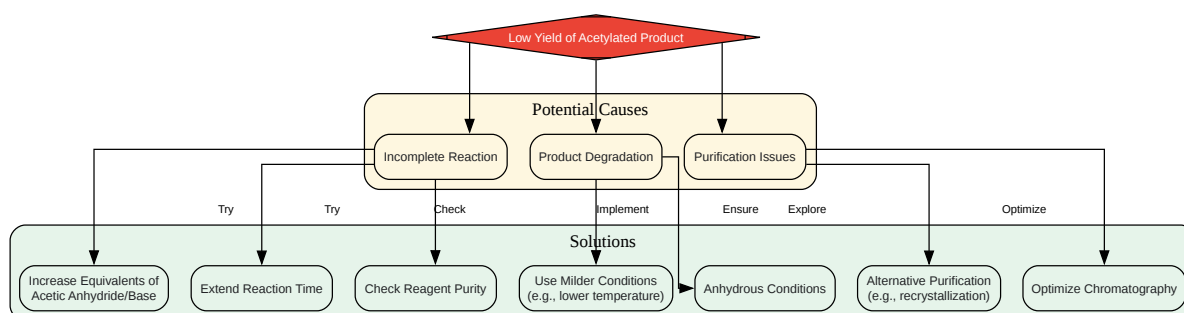 Low Yield of Acetylated Product
Potential Causes
Incomplete Reaction
Product Degradation
Purification Issues
Try
Try
Check
Implement
Ensure
Explore
Optimize
Solutions
Increase Equivalents of
Acetic Anhydride/Base
Extend Reaction Time
Check Reagent Purity
Use Milder Conditions
(e.g., lower temperature)
Anhydrous Conditions
Alternative Purification
(e.g., recrystallization)
Optimize Chromatography